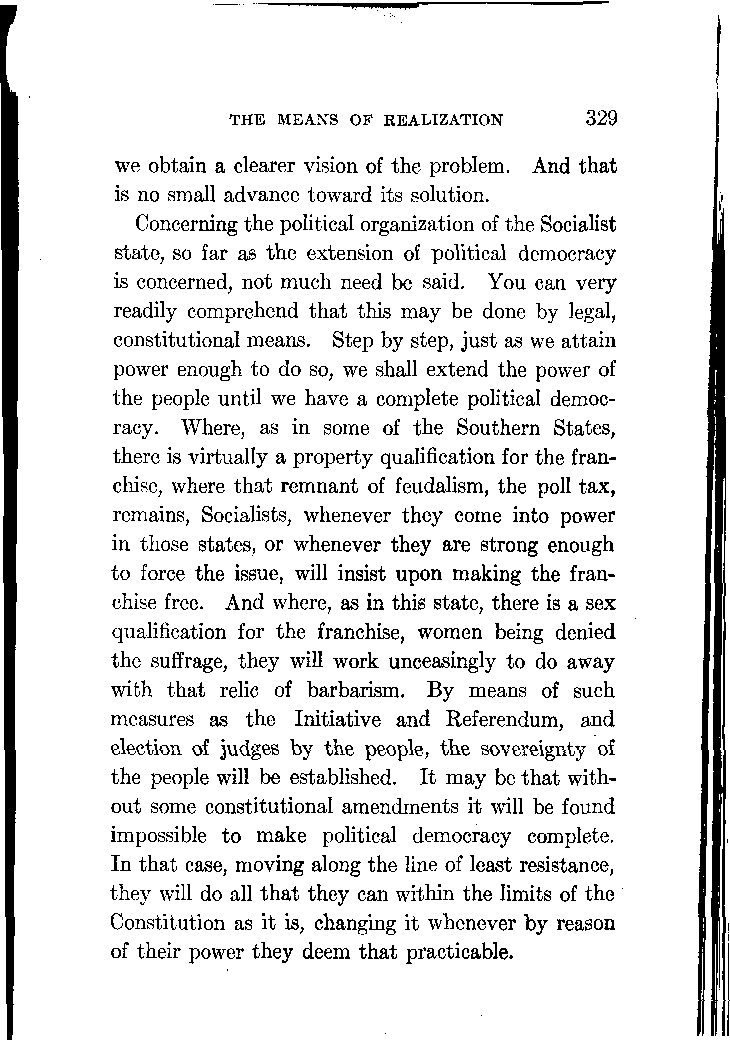 THE MEANS OF REALIZATION 329
we obtain a clearer vision of the problem. And that
is no small advance toward its solution.
Concerning the political organization of the Socialist
state, so far as the extension of political democracy
is concerned, not much need be said. You can very
readily comprehend that this may be done by legal,
constitutional means. Step by step, just as we attain
power enough to do so, we shall extend the power of
the people until we have a complete political democ-
racy. Where, as in some of the Southern States,
there is virtually a property qualification for the fran-
chise, where that remnant of feudalism, the poll tax,
remains, Socialists, whenever they come into power
in those states, or whenever they are strong enough
to force the issue, will insist upon making the fran-
chise free. And where, as in this state, there is a sex
qualification for the franchise, women being denied
the suffrage, they will work unceasingly to do away
with that relic of barbarism. By means of such
measures as the Initiative and Referendum, and
election of judges by the people, the sovereignty of
the people will be established. It may be that with-
out some constitutional amendments it will be found
impossible to make political democracy complete.
In that case, moving along the line of least resistance,
they will do all that they can within the limits of the
Constitution as it is, changing it whenever by reason
of their power they deem that practicable.